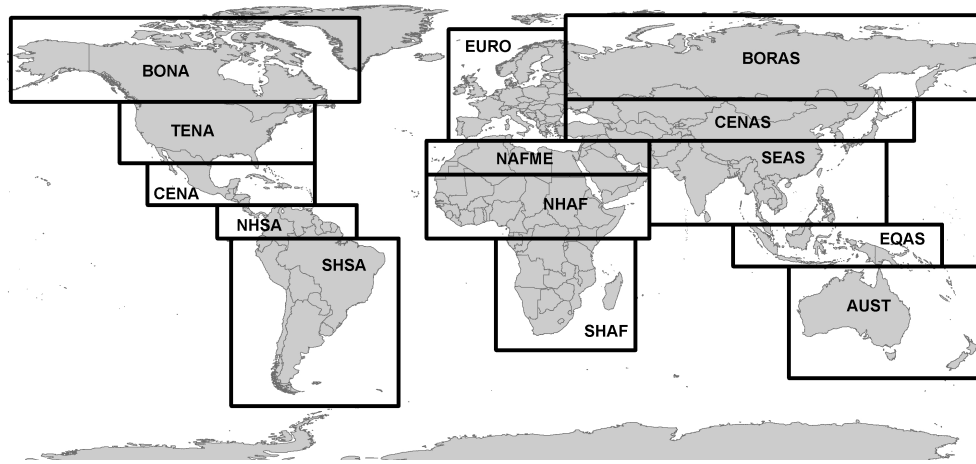 EURO
BORAS
BONA
CENAS
TENA
NAFME
SEAS
CENA
NHAF
NHSA
EQAS
SHSA
AUST
SHAF